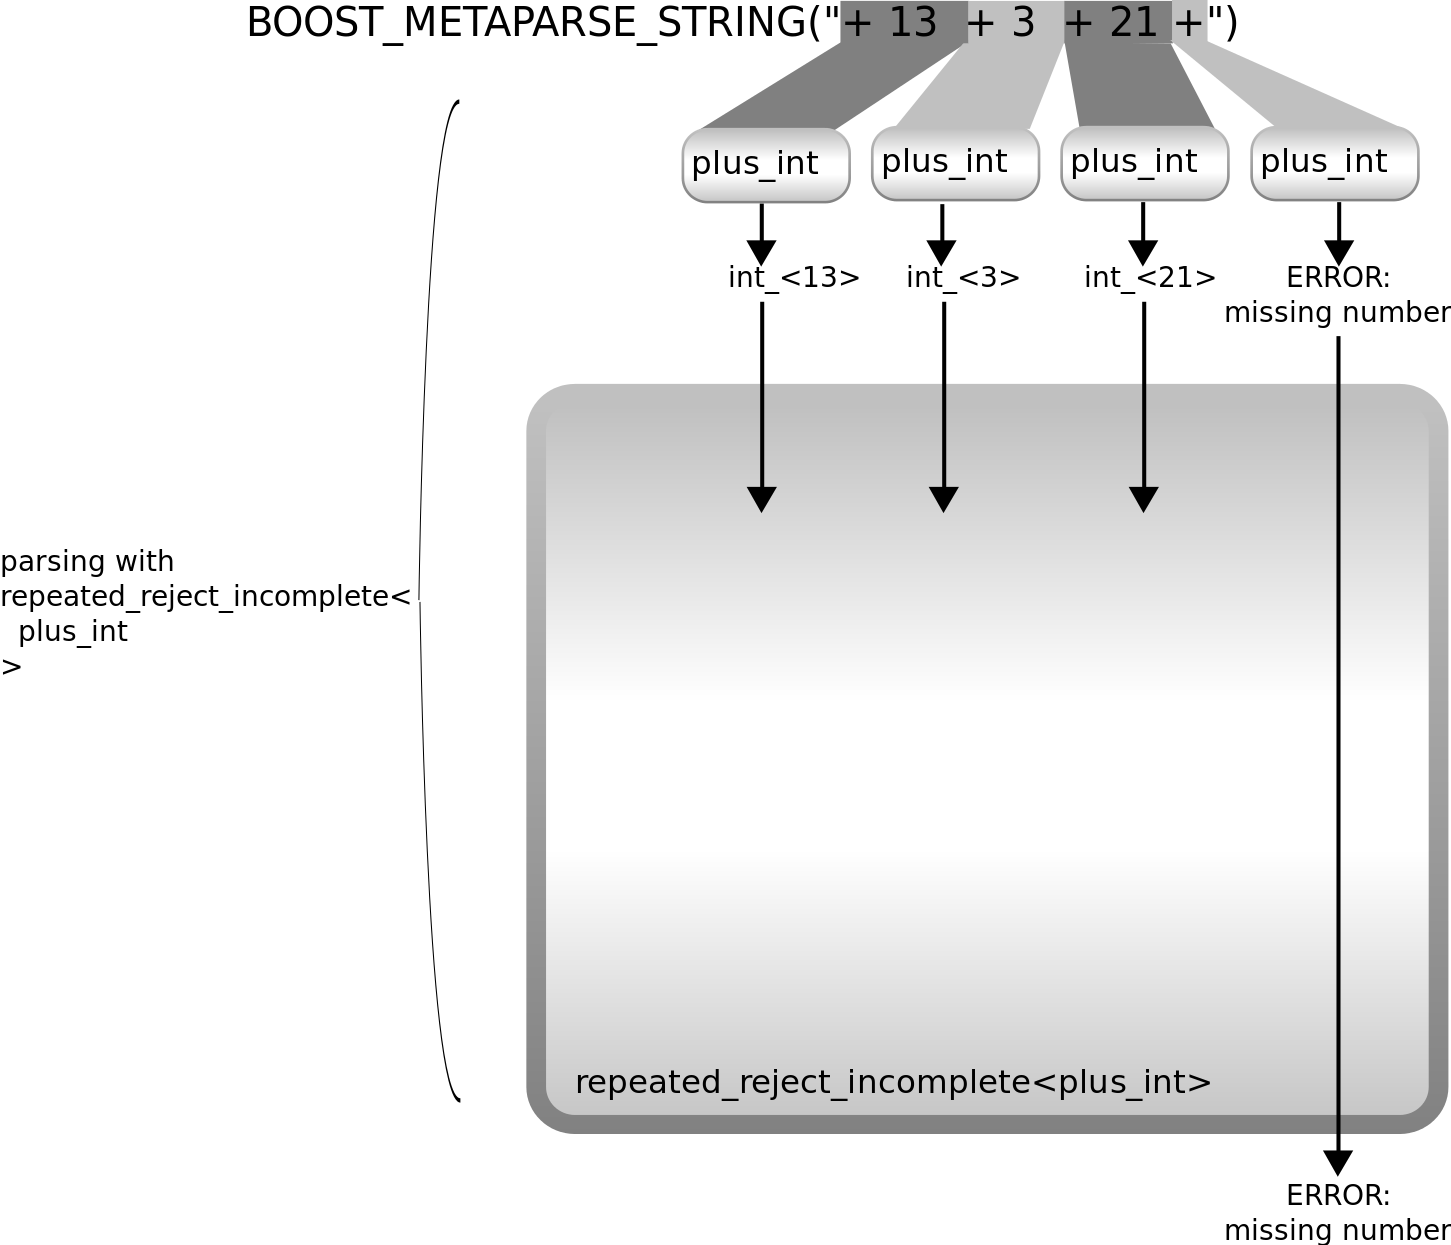 BOOST_METAPARSE_STRING("+ 13 + 3 + 21 +")
plus_int plus_int plus_int plus_int
int_<13> int_<3> int_<21> ERROR:
missing number
parsing with
repeated_reject_incomplete<
plus_int
>
repeated_reject_incomplete<plus_int>
ERROR:
missing number